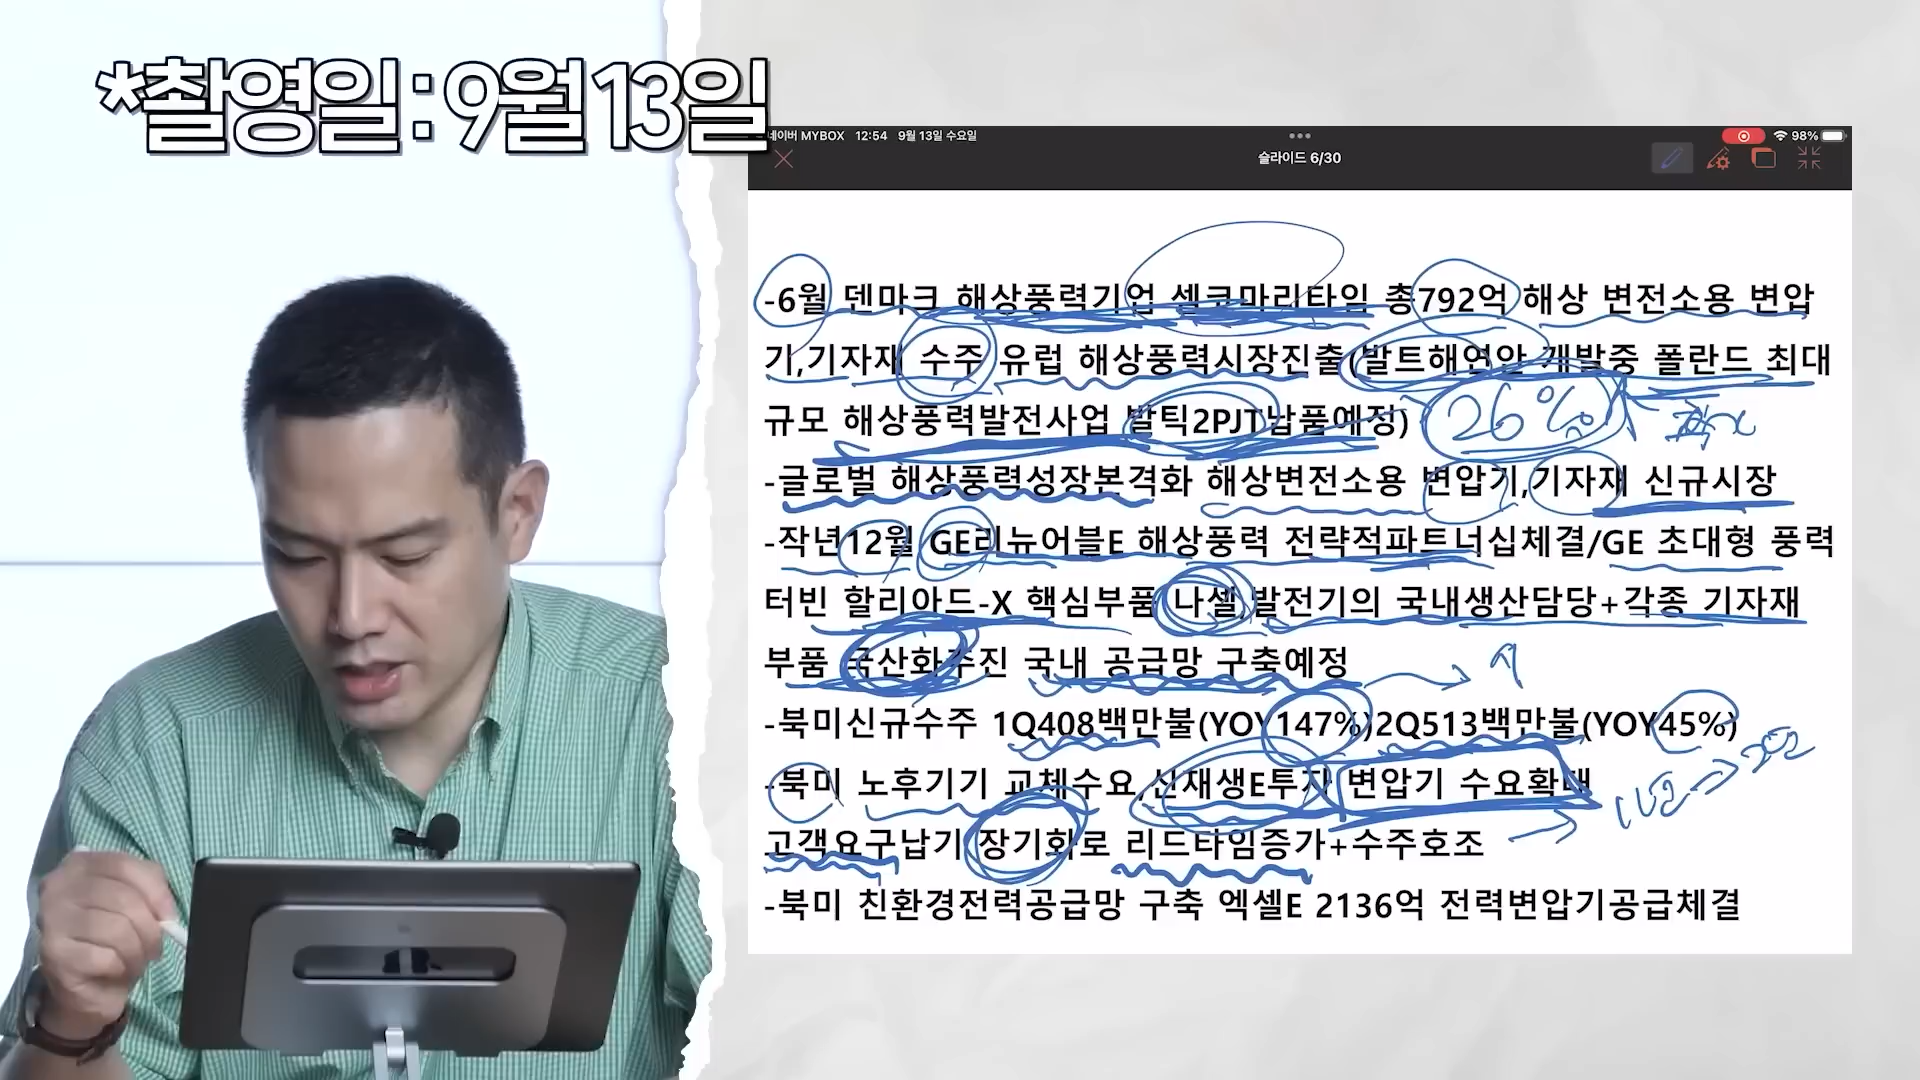 *촬영일:9월13일
네이버 MYBOX 12:54 9월 13일 수요일
98%
슬라이드 6/30
-6월 덴마크 해상풍력기업 셈코마리타임 총792억 해상 변전소용 변압
기,기자재 수주 유럽 해상풍력시장진출(발트해연안 개발중 폴란드 최대
규모 해상풍력발전사업 발틱2PJT납품예정)
26%
-글로벌 해상풍력성장본격화 해상변전소용 변압기,기자재 신규시장
-작년12월 GE리뉴어블E 해상풍력 전략적파트너십체결/GE 초대형 풍력
터빈 할리아드-X 핵심부품 나셀,발전기의 국내생산담당+각종 기자재
부품 국산화추진 국내 공급망 구축예정
-북미신규수주 1Q408백만불(YOY147%)2Q513백만불(YOY45%)
-북미 노후기기 교체수요,신재생E투자 변압기 수요확대
고객요구납기 장기화로 리드타임증가+수주호조
-북미 친환경전력공급망 구축 엑셀E 2136억 전력변압기공급체결